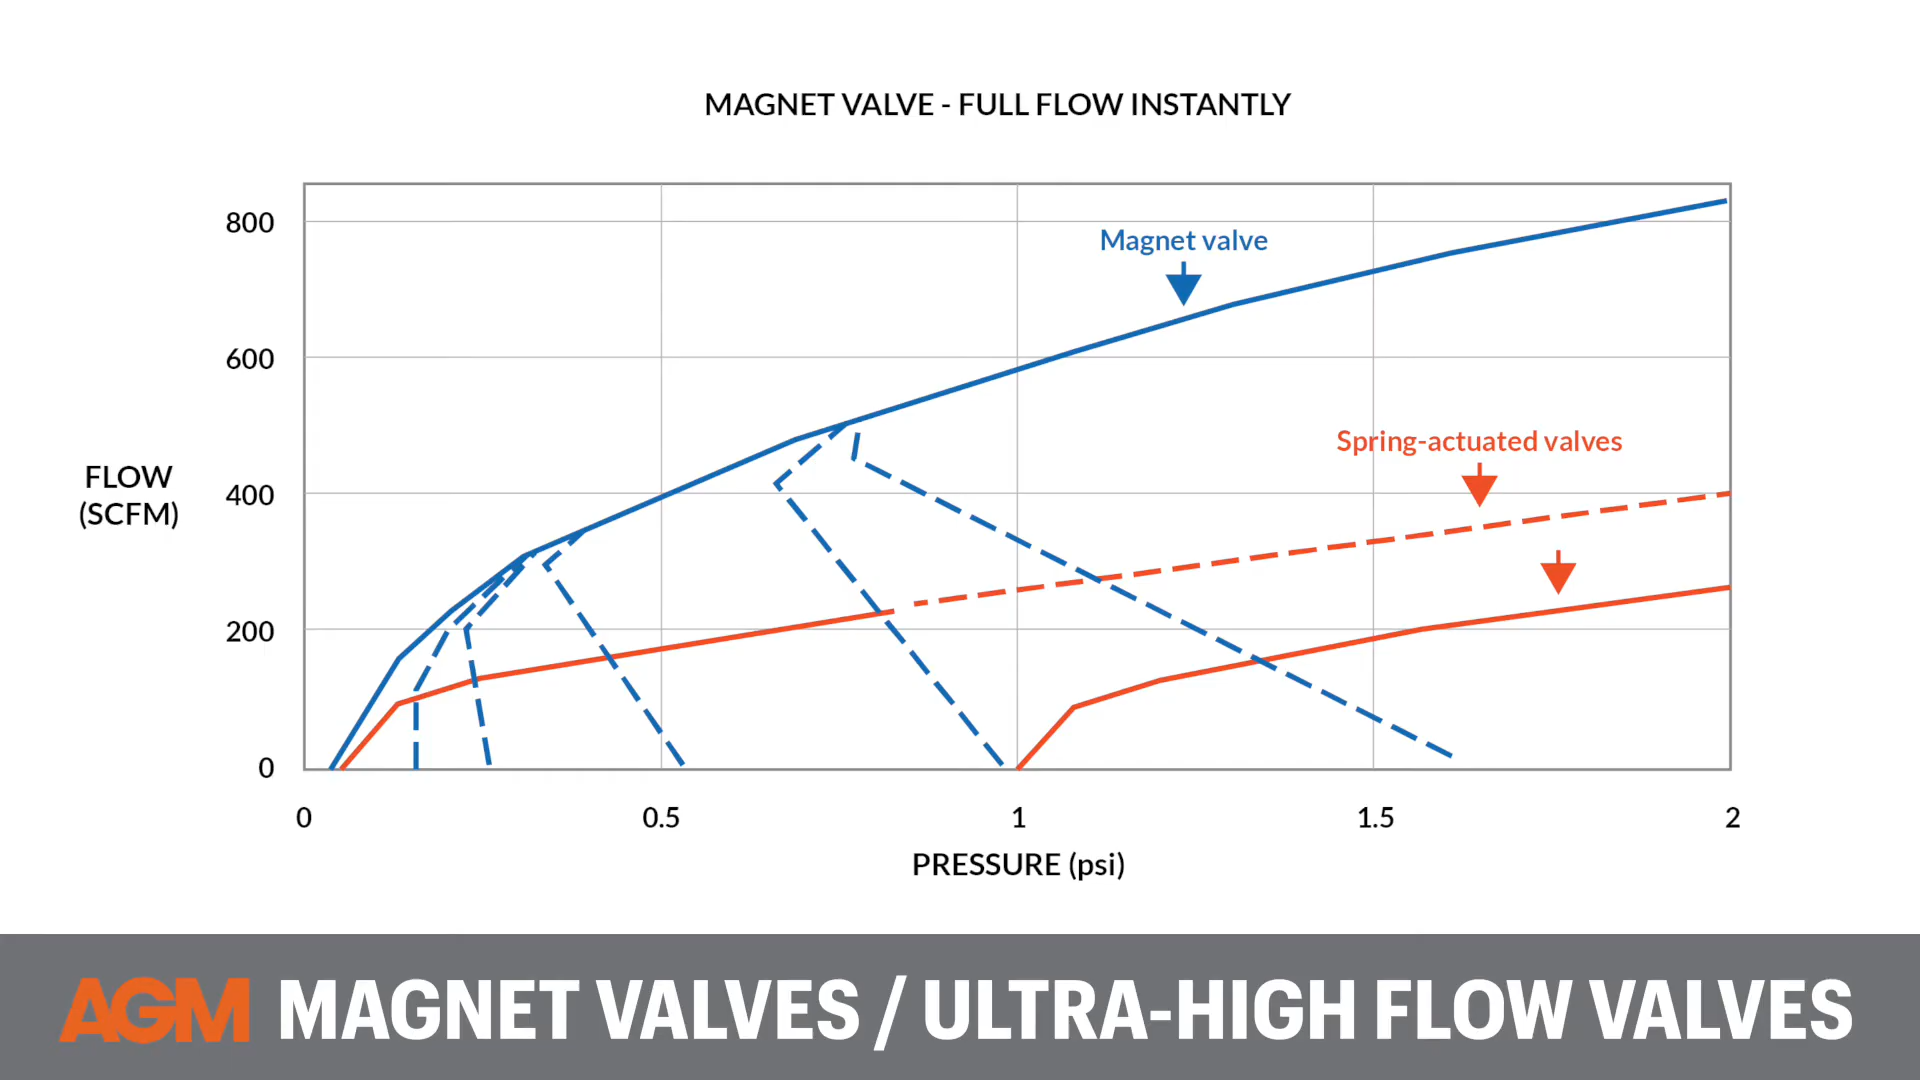 MAGNET VALVE - FULL FLOW INSTANTLY
800
Magnet valve
600
Spring-actuated valves
FLOW
(SCFM)
400
200
0
0 0.5 1 1.5 2
PRESSURE (psi)
AGM MAGNET VALVES / ULTRA-HIGH FLOW VALVES